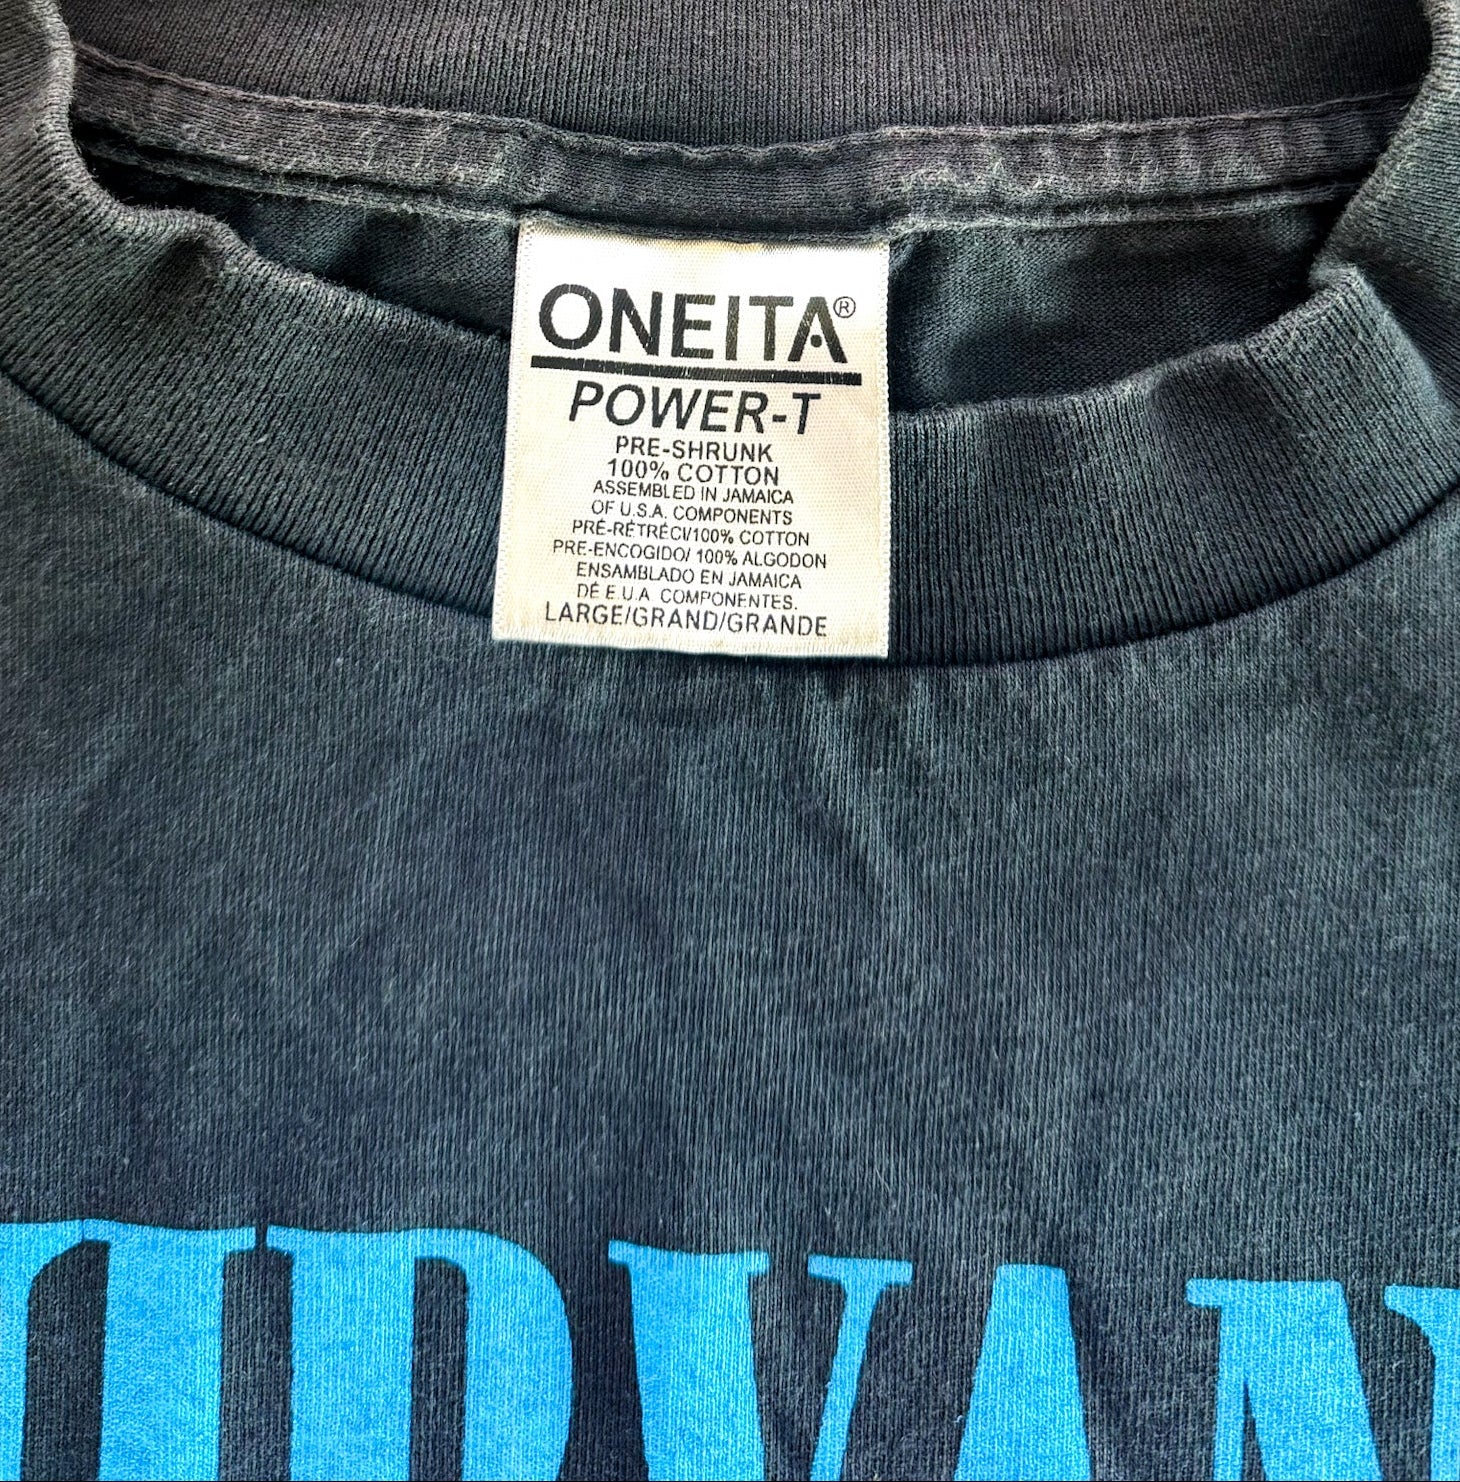 ONEITA®
POWER-T
PRE-SHRUNK
100% COTTON
ASSEMBLED IN JAMAICA
OF U.S.A. COMPONENTS
PRÉ-RÉTRÉCI/100% COTTON
PRE-ENCOGIDO/ 100% ALGODON
ENSAMBLADO EN JAMAICA
DÉ E.U.A. COMPONENTES.
LARGE/GRAND/GRANDE
IRVAN